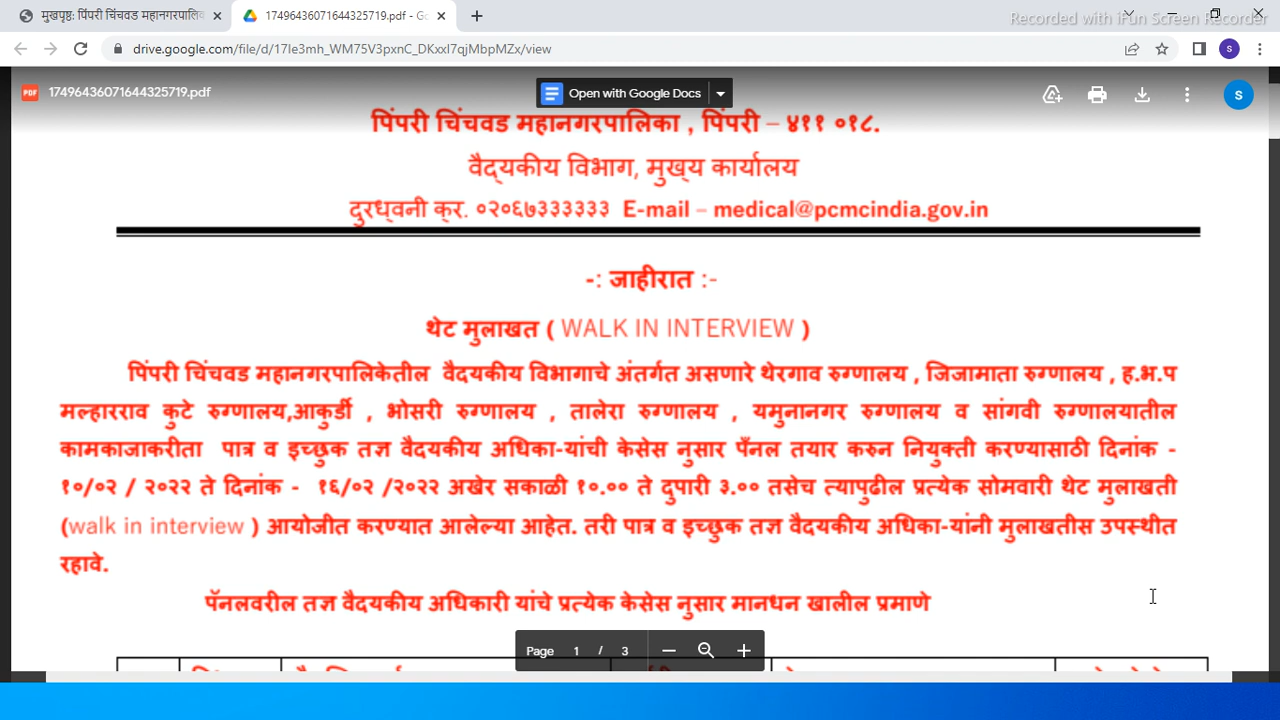 मुखपृष्ठ: पिंपरी चिंचवड महानगरपालि
17496436071644325719.pdf - Go
Recorded with iFun Screen Recorder
drive.google.com/file/d/17Ie3mh_WM75V3pxnC_DKxxI7qjMbpMZx/view
S
17496436071644325719.pdf
Open with Google Docs
S
पिंपरी चिंचवड महानगरपालिका , पिंपरी – ४११ ०१८.
वैद्यकीय विभाग, मुख्य कार्यालय
दुरध्वनी क्र. ०२०६७३३३३३३ E-mail – medical@pcmcindia.gov.in
-: जाहीरात :-
थेट मुलाखत ( WALK IN INTERVIEW )
पिंपरी चिंचवड महानगरपालिकेतील वैदयकीय विभागाचे अंतर्गत असणारे थेरगाव रुग्णालय , जिजामाता रुग्णालय , ह.भ.प
मल्हारराव कुटे रुग्णालय,आकुर्डी , भोसरी रुग्णालय , तालेरा रुग्णालय , यमुनानगर रुग्णालय व सांगवी रुग्णालयातील
कामकाजाकरीता पात्र व इच्छुक तज्ञ वैदयकीय अधिका-यांची केसेस नुसार पॅनल तयार करुन नियुक्ती करण्यासाठी दिनांक -
१०/०२ / २०२२ ते दिनांक - १६/०२ /२०२२ अखेर सकाळी १०.०० ते दुपारी ३.०० तसेच त्यापुढील प्रत्येक सोमवारी थेट मुलाखती
(walk in interview ) आयोजीत करण्यात आलेल्या आहेत. तरी पात्र व इच्छुक तज्ञ वैदयकीय अधिका-यांनी मुलाखतीस उपस्थीत
रहावे.
पॅनलवरील तज्ञ वैदयकीय अधिकारी यांचे प्रत्येक केसेस नुसार मानधन खालील प्रमाणे
Page 1 / 3